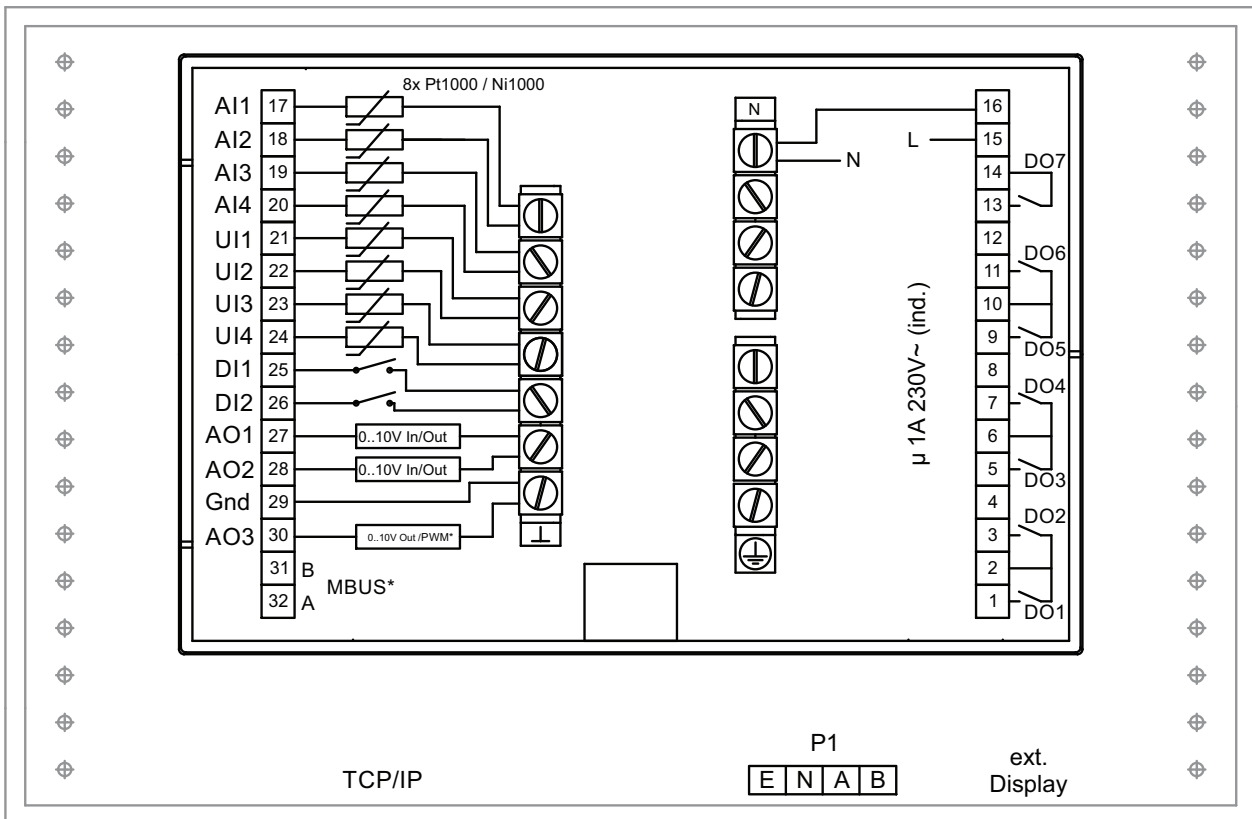 8x Pt1000 / Ni1000
AI1 17
AI2 18
AI3 19
AI4 20
UI1 21
UI2 22
UI3 23
UI4 24
DI1 25
DI2 26
AO1 27 0..10V In/Out
AO2 28 0..10V In/Out
Gnd 29
AO3 30 0..10V Out /PWM*
31 B
MBUS*
32 A
N
N
L
µ 1A 230V~ (ind.)
16
15
14 DO7
13
12
11 DO6
10
9 DO5
8
7 DO4
6
5 DO3
4
3 DO2
2
1 DO1
TCP/IP
P1
E N A B
ext.
Display